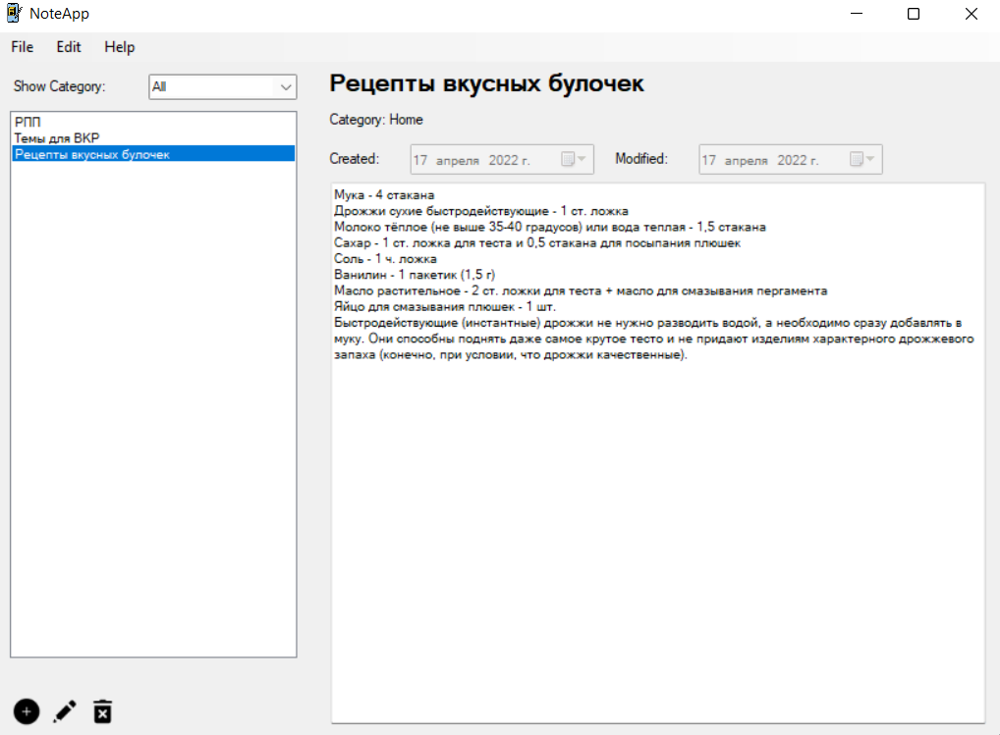 NoteApp
File Edit Help
Show Category: All
РПП
Темы для ВКР
Рецепты вкусных булочек
Рецепты вкусных булочек
Category: Home
Created: 17 апреля 2022 г. Modified: 17 апреля 2022 г.
Мука - 4 стакана
Дрожжи сухие быстродействующие - 1 ст. ложка
Молоко тёплое (не выше 35-40 градусов) или вода теплая - 1,5 стакана
Сахар - 1 ст. ложка для теста и 0,5 стакана для посыпания плюшек
Соль - 1 ч. ложка
Ванилин - 1 пакетик (1,5 г)
Масло растительное - 2 ст. ложки для теста + масло для смазывания пергамента
Яйцо для смазывания плюшек - 1 шт.
Быстродействующие (инстантные) дрожжи не нужно разводить водой, а необходимо сразу добавлять в
муку. Они способны поднять даже самое крутое тесто и не придают изделиям характерного дрожжевого
запаха (конечно, при условии, что дрожжи качественные).